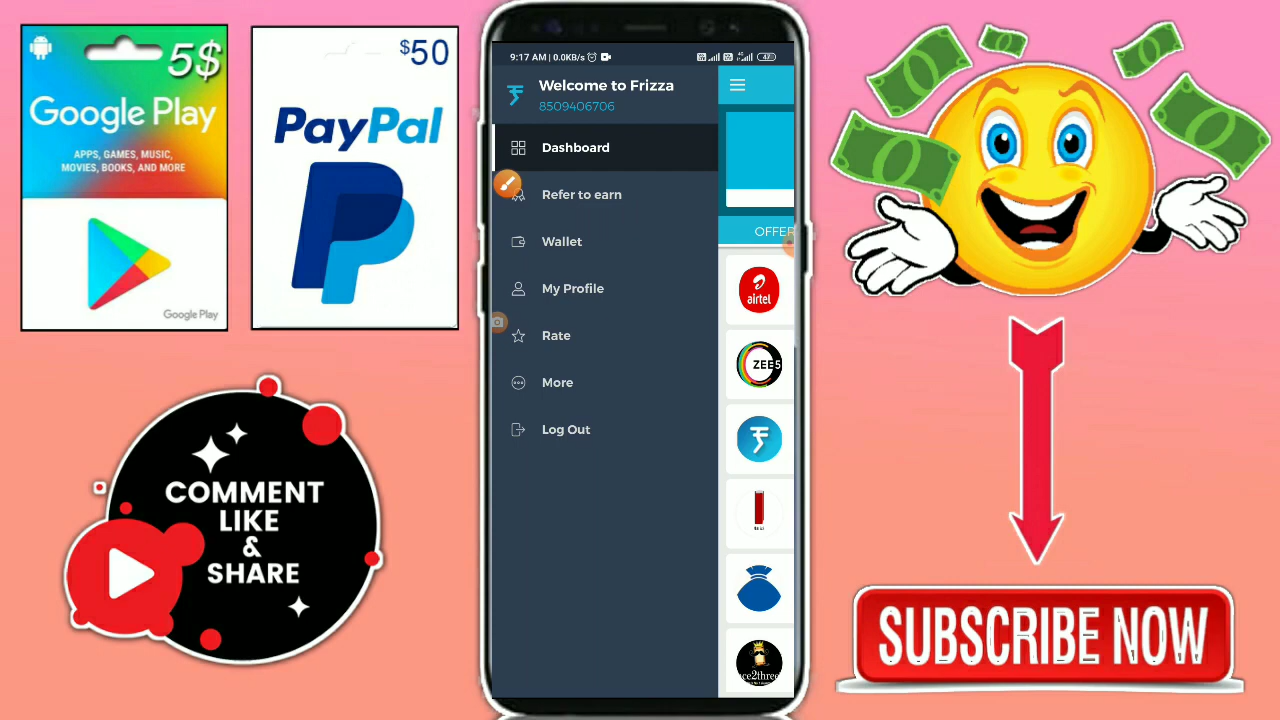 5$
Google Play
APPS, GAMES, MUSIC,
MOVIES, BOOKS, AND MORE
Google Play
$50
PayPal
COMMENT
LIKE
&
SHARE
9:17 AM | 0.0KB/s
47
Welcome to Frizza
8509406706
Dashboard
Refer to earn
Wallet
My Profile
Rate
More
Log Out
OFFER
airtel
ZEE5
ce2three
SUBSCRIBE NOW